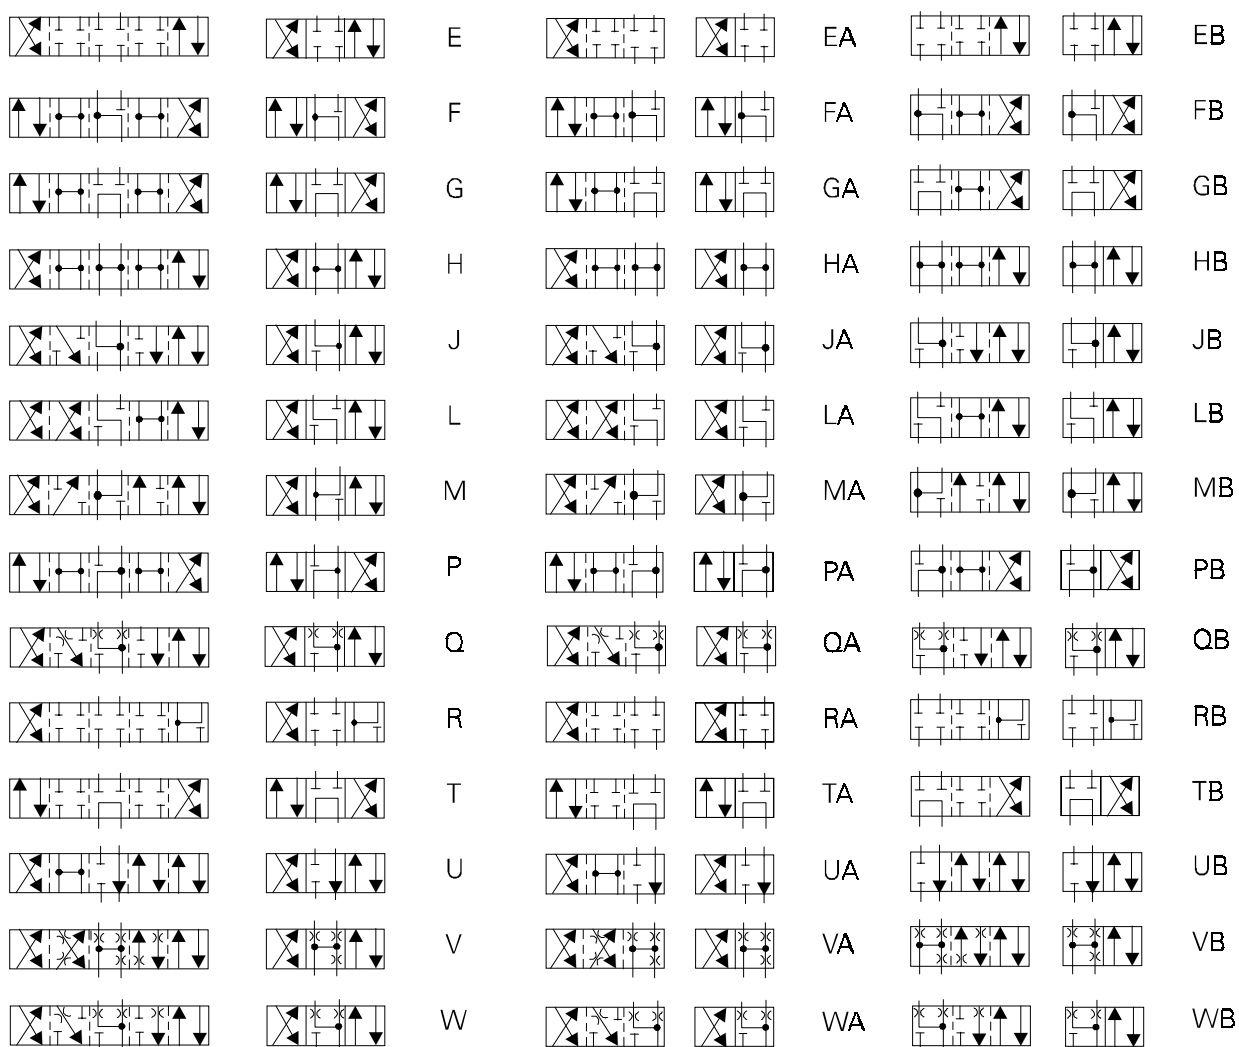 E EA EB
F FA FB
G GA GB
H HA HB
J JA JB
L LA LB
M MA MB
P PA PB
Q QA QB
R RA RB
T TA TB
U UA UB
V VA VB
W WA WB